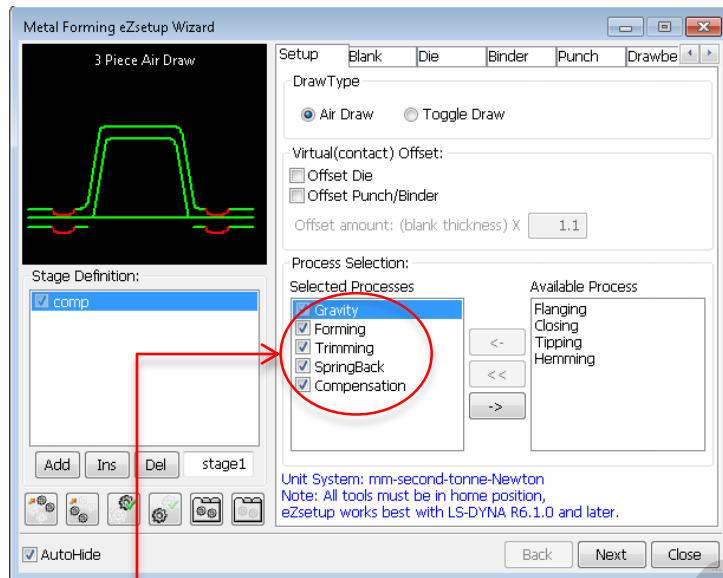 Metal Forming eZsetup Wizard
3 Piece Air Draw
Setup Blank Die Binder Punch Drawbe
DrawType
Air Draw Toggle Draw
Virtual(contact) Offset:
Offset Die
Offset Punch/Binder
Offset amount: (blank thickness) X 1.1
Stage Definition:
comp
Add Ins Del stage1
Process Selection:
Selected Processes Available Process
Gravity
Forming
Trimming
SpringBack
Compensation
<-
<<
->
Flanging
Closing
Tipping
Hemming
Unit System: mm-second-tonne-Newton
Note: All tools must be in home position,
eZsetup works best with LS-DYNA R6.1.0 and later.
AutoHide Back Next Close